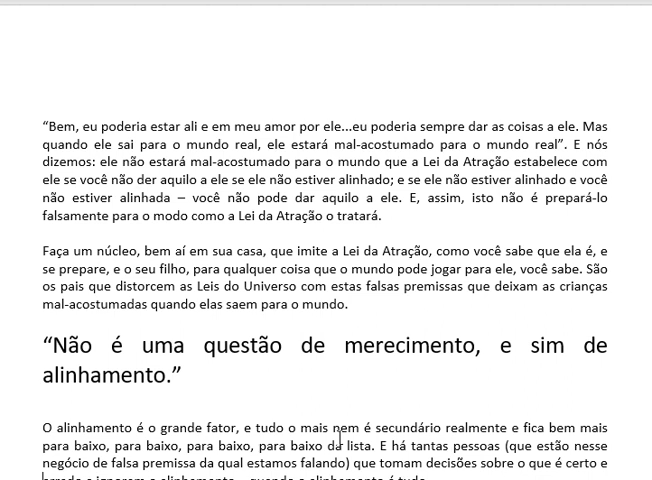 “Bem, eu poderia estar ali e em meu amor por ele...eu poderia sempre dar as coisas a ele. Mas
quando ele sai para o mundo real, ele estará mal-acostumado para o mundo real”. E nós
dizemos: ele não estará mal-acostumado para o mundo que a Lei da Atração estabelece com
ele se você não der aquilo a ele se ele não estiver alinhado; e se ele não estiver alinhado e você
não estiver alinhada – você não pode dar aquilo a ele. E, assim, isto não é prepará-lo
falsamente para o modo como a Lei da Atração o tratará.
Faça um núcleo, bem aí em sua casa, que imite a Lei da Atração, como você sabe que ela é, e
se prepare, e o seu filho, para qualquer coisa que o mundo pode jogar para ele, você sabe. São
os pais que distorcem as Leis do Universo com estas falsas premissas que deixam as crianças
mal-acostumadas quando elas saem para o mundo.
“Não é uma questão de merecimento, e sim de
alinhamento.”
O alinhamento é o grande fator, e tudo o mais nem é secundário realmente e fica bem mais
para baixo, para baixo, para baixo, para baixo da lista. E há tantas pessoas (que estão nesse
negócio de falsa premissa da qual estamos falando) que tomam decisões sobre o que é certo e